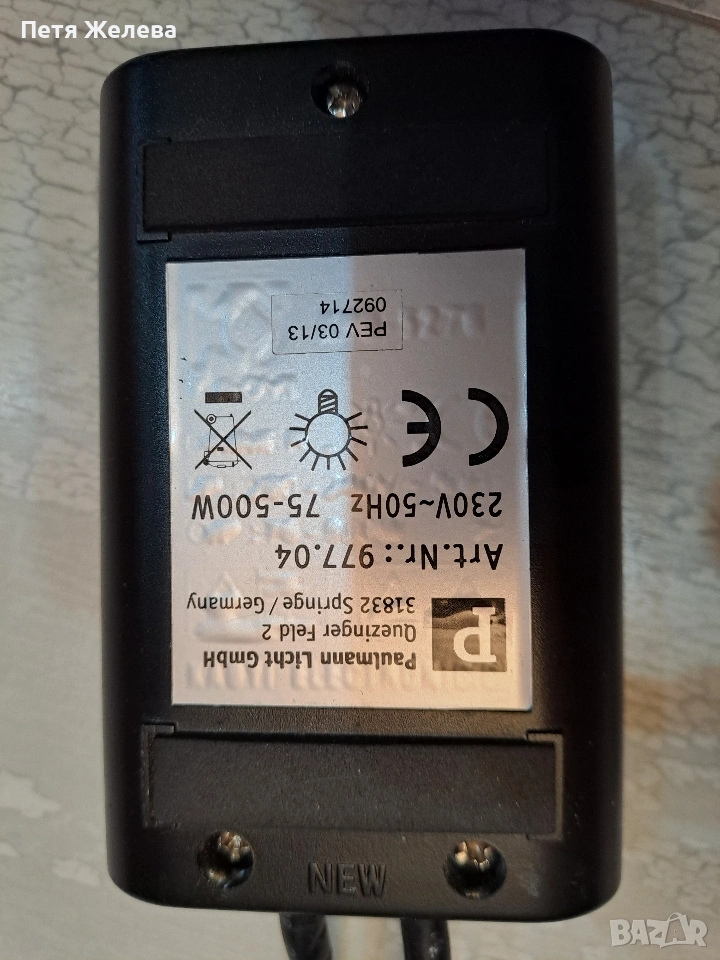 Петя Желева
P
Paulmann Licht GmbH
Quezinger Feld 2
31832 Springe / Germany
Art.Nr.: 977.04
230V~50Hz 75-500W
CE
PEV 03/13
092714
NEW
BAZAR